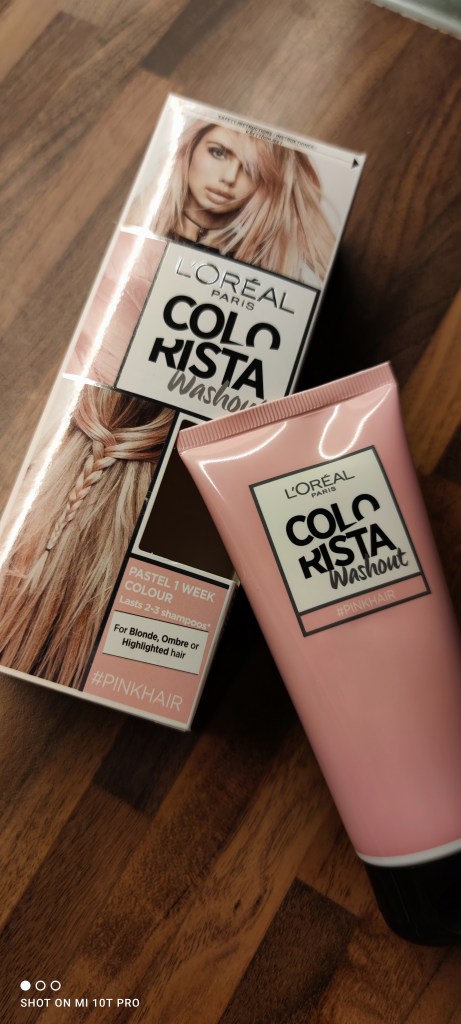 L'ORÉAL
PARIS
COLO
RISTA
Washout
PASTEL 1 WEEK
COLOUR
Lasts 2-3 shampoos*
For Blonde, Ombre or
Highlighted hair
#PINKHAIR
L'ORÉAL
PARIS
COLO
RISTA
Washout
#PINKHAIR
SHOT ON MI 10T PRO